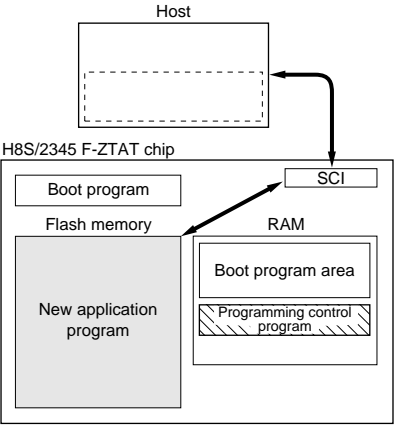 Host
H8S/2345 F-ZTAT chip
SCI
Boot program
Flash memory
RAM
Boot program area
New application
program
Programming control
program